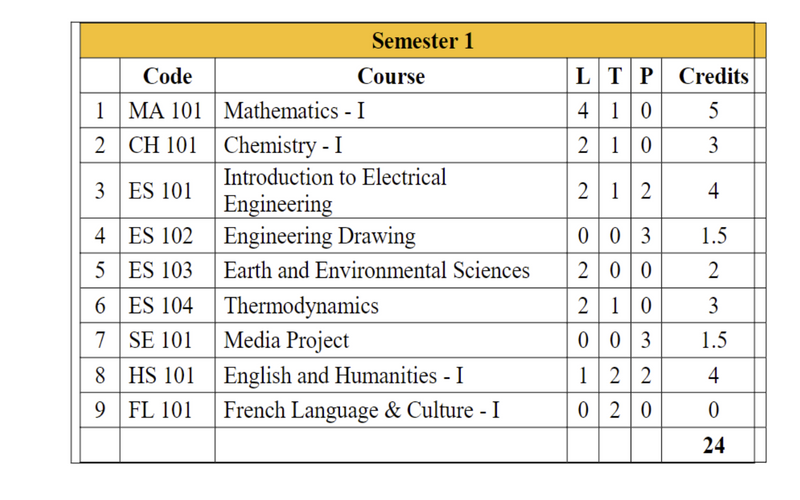 Semester 1
Code Course L T P Credits
1 MA 101 Mathematics - I 4 1 0 5
2 CH 101 Chemistry - I 2 1 0 3
3 ES 101 Introduction to Electrical
Engineering 2 1 2 4
4 ES 102 Engineering Drawing 0 0 3 1.5
5 ES 103 Earth and Environmental Sciences 2 0 0 2
6 ES 104 Thermodynamics 2 1 0 3
7 SE 101 Media Project 0 0 3 1.5
8 HS 101 English and Humanities - I 1 2 2 4
9 FL 101 French Language & Culture - I 0 2 0 0
24